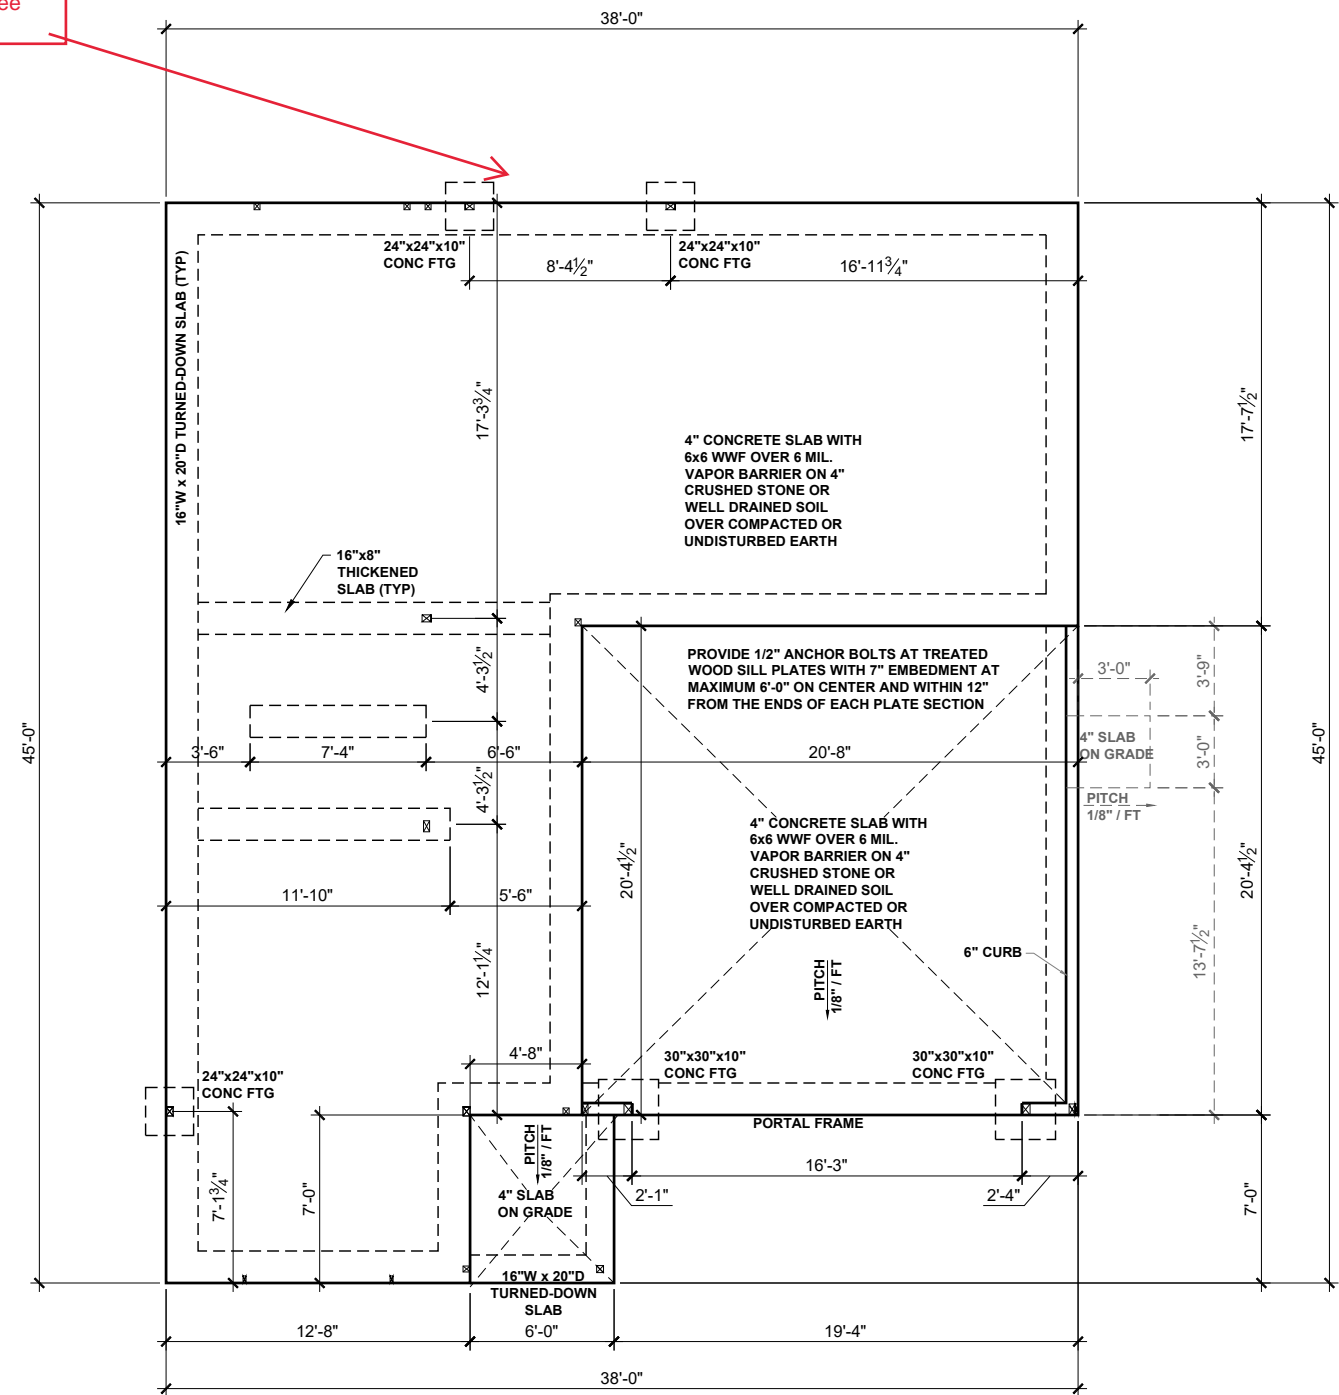 ee
38'-0"
16"W x 20"D TURNED-DOWN SLAB (TYP)
24"x24"x10"
CONC FTG
24"x24"x10"
CONC FTG
8'-4½"
16'-11¾"
17'-3¾"
17'-7½"
4" CONCRETE SLAB WITH
6x6 WWF OVER 6 MIL.
VAPOR BARRIER ON 4"
CRUSHED STONE OR
WELL DRAINED SOIL
OVER COMPACTED OR
UNDISTURBED EARTH
16"x8"
THICKENED
SLAB (TYP)
PROVIDE 1/2" ANCHOR BOLTS AT TREATED
WOOD SILL PLATES WITH 7" EMBEDMENT AT
MAXIMUM 6'-0" ON CENTER AND WITHIN 12"
FROM THE ENDS OF EACH PLATE SECTION
4'-3½"
3'-0"
3'-9"
45'-0"
45'-0"
3'-6"
7'-4"
6'-6"
20'-8"
4" SLAB
ON GRADE
3'-0"
4'-3½"
PITCH
1/8" / FT
4" CONCRETE SLAB WITH
6x6 WWF OVER 6 MIL.
VAPOR BARRIER ON 4"
CRUSHED STONE OR
WELL DRAINED SOIL
OVER COMPACTED OR
UNDISTURBED EARTH
20'-4½"
20'-4½"
11'-10"
5'-6"
12'-1¼"
6" CURB
13'-7½"
PITCH
1/8" / FT
4'-8"
30"x30"x10"
CONC FTG
30"x30"x10"
CONC FTG
24"x24"x10"
CONC FTG
PORTAL FRAME
PITCH
1/8" / FT
16'-3"
7'-1¾"
7'-0"
4" SLAB
ON GRADE
2'-1"
2'-4"
7'-0"
16"W x 20"D
TURNED-DOWN
SLAB
12'-8"
6'-0"
19'-4"
38'-0"